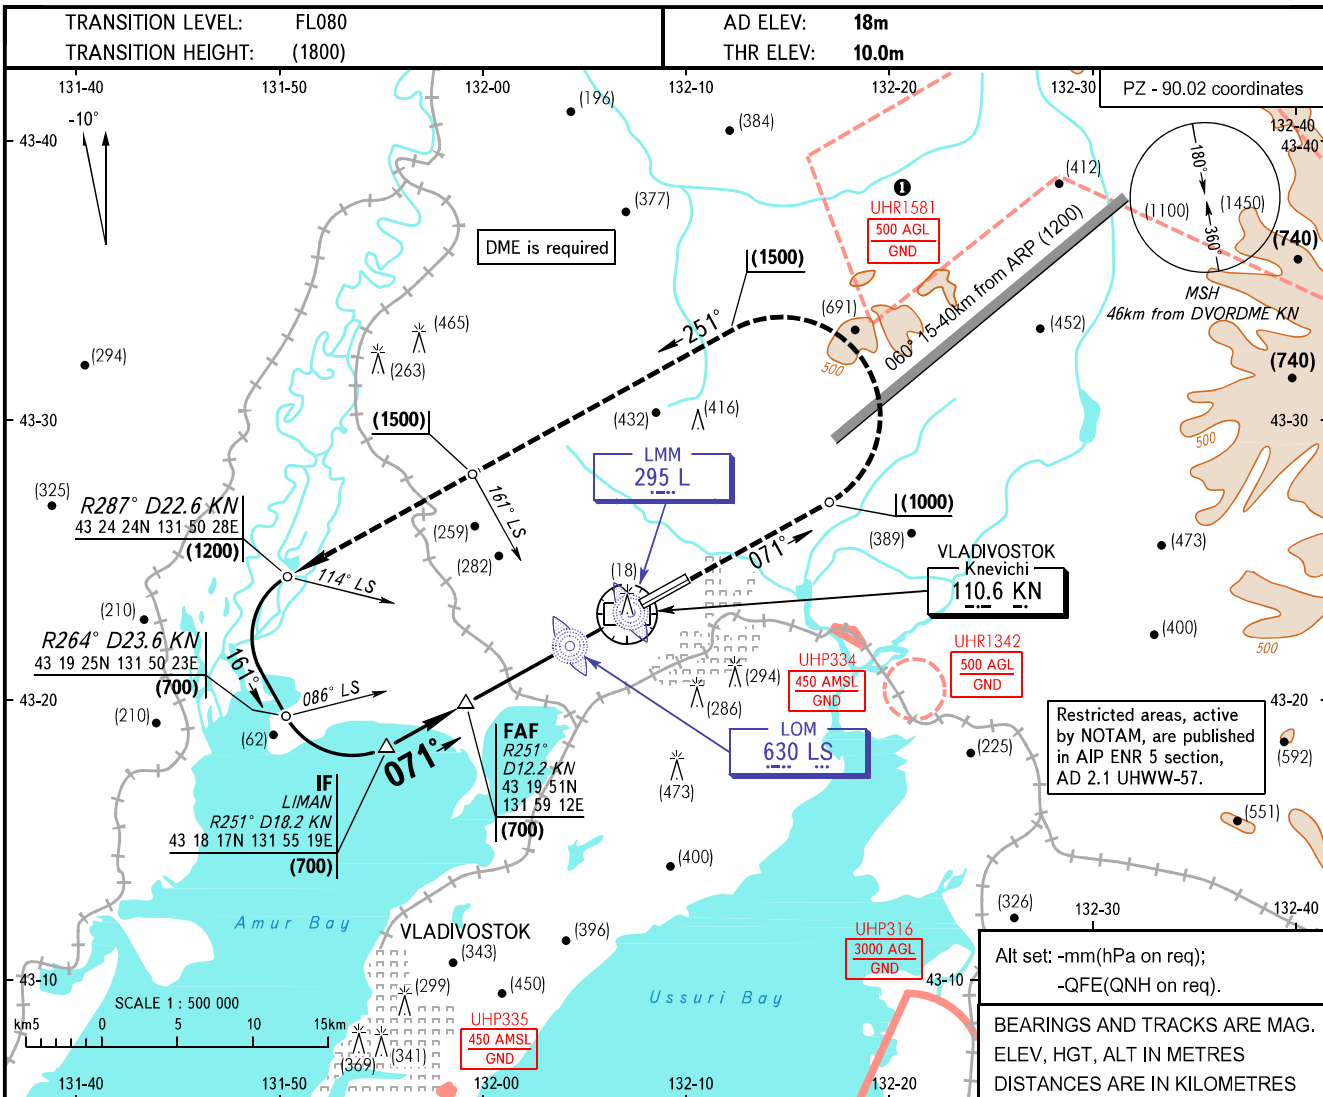 TRANSITION LEVEL: FL080
TRANSITION HEIGHT: (1800)
AD ELEV: 18m
THR ELEV: 10.0m
131-40
131-50
132-00
132-10
132-20
132-30
PZ - 90.02 coordinates
132-40
43-40
43-40
-10°
(196)
(384)
(377)
(412)
180°
360°
(1100)
(1450)
MSH
46km from DVORDME KN
(740)
(740)
❶
UHR1581
500 AGL
GND
DME is required
(1500)
251°
(691)
500
060° 15-40km from ARP (1200)
(452)
(465)
(263)
(294)
(1500)
(432)
(416)
43-30
43-30
500
LMM
295 L
161° LS
(325)
R287° D22.6 KN
43 24 24N 131 50 28E
(1200)
(259)
(282)
114° LS
(18)
071°
(1000)
(389)
(473)
VLADIVOSTOK
Knevichi
110.6 KN
(400)
500
(210)
R264° D23.6 KN
43 19 25N 131 50 23E
(700)
161°
086° LS
(210)
(62)
43-20
43-20
UHP334
450 AMSL
GND
UHR1342
500 AGL
GND
(294)
(286)
LOM
630 LS
(473)
(225)
Restricted areas, active
by NOTAM, are published
in AIP ENR 5 section,
AD 2.1 UHWW-57.
(592)
(551)
071°
FAF
R251°
D12.2 KN
43 19 51N
131 59 12E
(700)
IF
LIMAN
R251° D18.2 KN
43 18 17N 131 55 19E
(700)
(400)
(326)
132-30
132-40
Amur Bay
VLADIVOSTOK
(343)
(396)
(450)
(299)
(341)
(369)
Ussuri Bay
UHP316
3000 AGL
GND
UHP335
450 AMSL
GND
43-10
43-10
SCALE 1 : 500 000
km5 0 5 10 15km
Alt set: -mm(hPa on req);
-QFE(QNH on req).
BEARINGS AND TRACKS ARE MAG.
ELEV, HGT, ALT IN METRES
DISTANCES ARE IN KILOMETRES
131-40
131-50
132-00
132-10
132-20